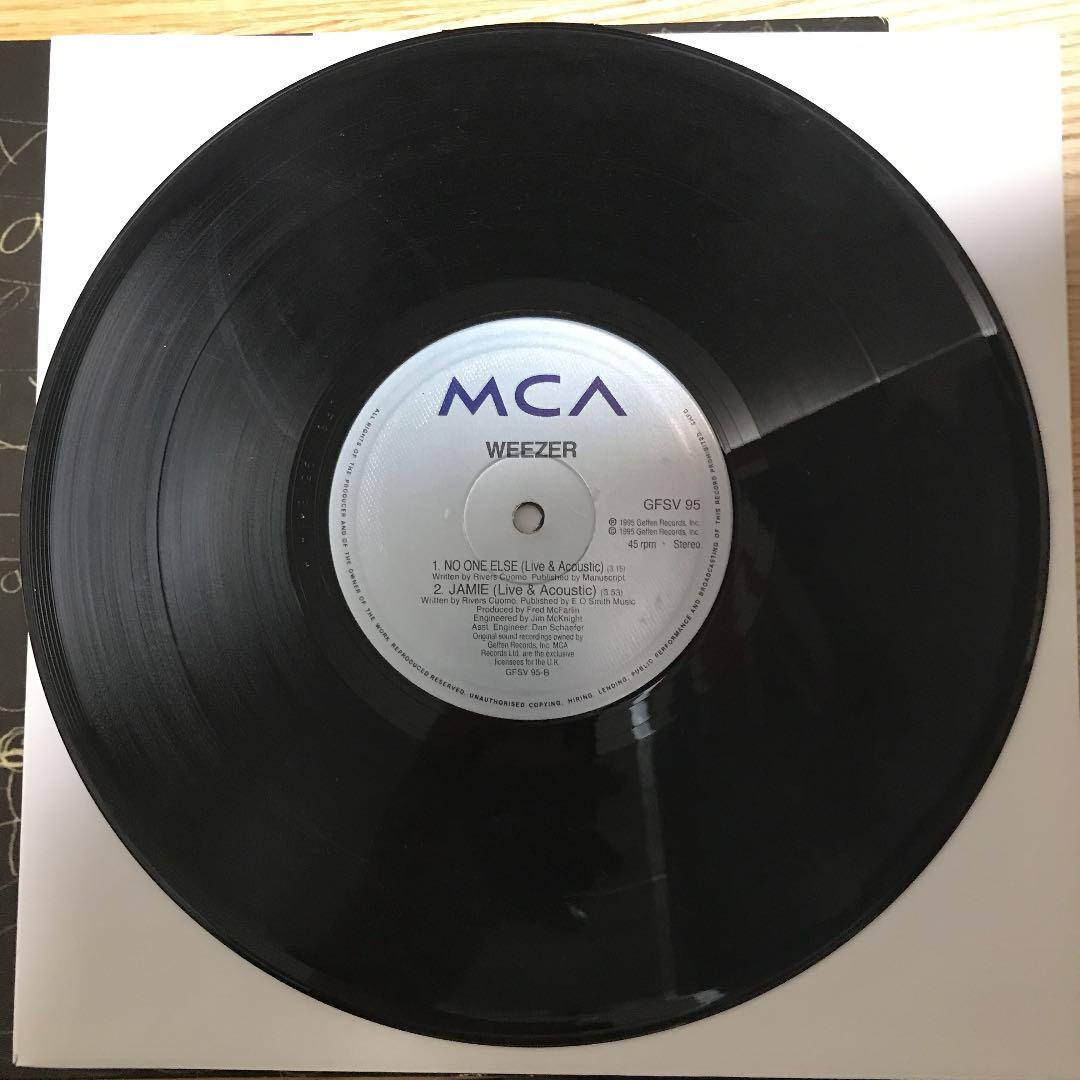 MCA
WEEZER
GFSV 95
℗ 1995 Geffen Records, Inc.
© 1995 Geffen Records, Inc.
45 rpm · Stereo
1. NO ONE ELSE (Live & Acoustic) (3.15)
Written by Rivers Cuomo. Published by Manuscript
2. JAMIE (Live & Acoustic) (3.53)
Written by Rivers Cuomo. Published by E O Smith Music
Produced by Fred McFarlin
Engineered by Jim McKnight
Asst. Engineer: Dan Schaefer
Original sound recordings owned by
Geffen Records, Inc. MCA
Records Ltd. are the exclusive
licensees for the U.K.
GFSV 95-B
ALL RIGHTS OF THE PRODUCER AND OF THE OWNER OF THE WORK REPRODUCED RESERVED. UNAUTHORISED COPYING, HIRING, LENDING, PUBLIC PERFORMANCE AND BROADCASTING OF THIS RECORD PROHIBITED.